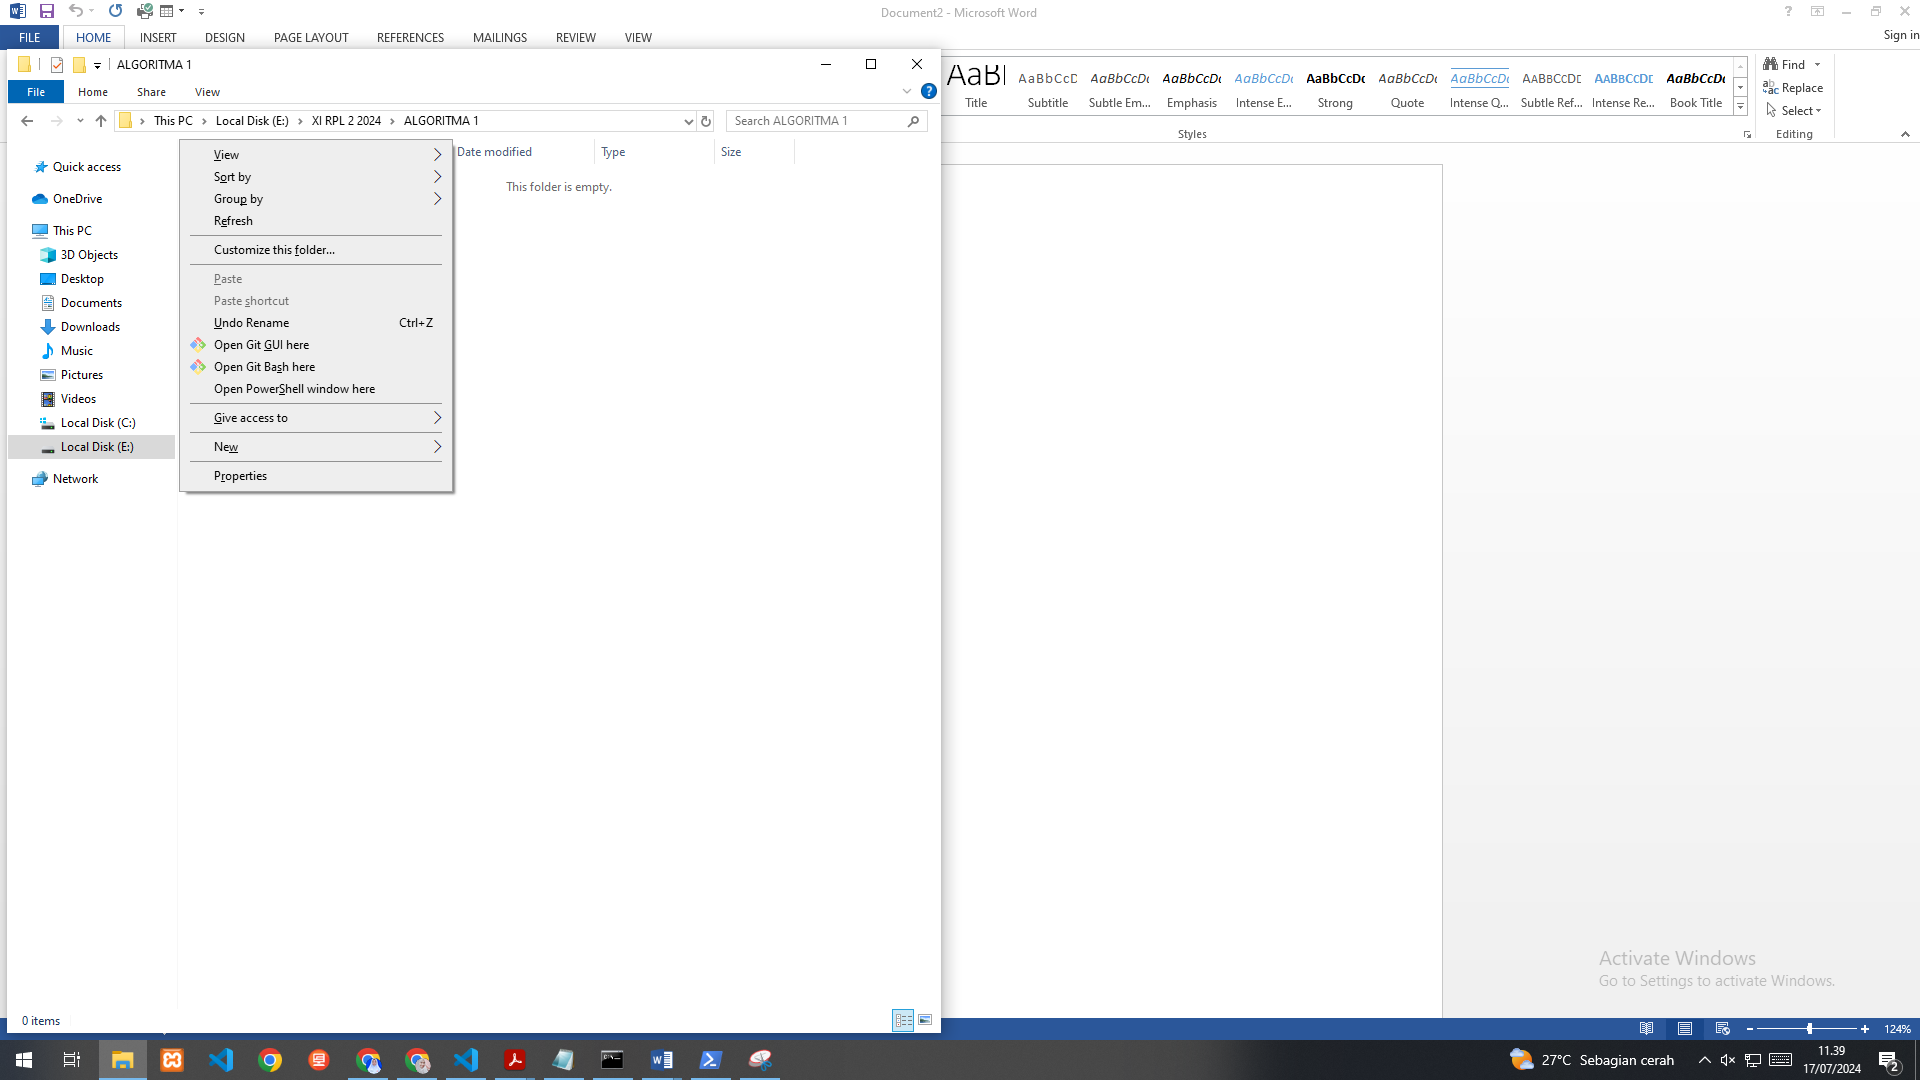 Document2 - Microsoft Word
FILE HOME INSERT DESIGN PAGE LAYOUT REFERENCES MAILINGS REVIEW VIEW
Sign in
ALGORITMA 1
File Home Share View
This PC Local Disk (E:) XI RPL 2 2024 ALGORITMA 1
Search ALGORITMA 1
Date modified Type Size
This folder is empty.
Quick access
OneDrive
This PC
3D Objects
Desktop
Documents
Downloads
Music
Pictures
Videos
Local Disk (C:)
Local Disk (E:)
Network
View
Sort by
Group by
Refresh
Customize this folder...
Paste
Paste shortcut
Undo Rename Ctrl+Z
Open Git GUI here
Open Git Bash here
Open PowerShell window here
Give access to
New
Properties
0 items
AaBl AaBbCcD AaBbCcDc AaBbCcDc AaBbCcDc AaBbCcDc AaBbCcDc AaBbCcDc AABBCCDE AABBCCDE AaBbCcDc
Title Subtitle Subtle Em... Emphasis Intense E... Strong Quote Intense Q... Subtle Ref... Intense Re... Book Title
Styles
Find
Replace
Select
Editing
Activate Windows
Go to Settings to activate Windows.
124%
27°C Sebagian cerah
11.39
17/07/2024
2